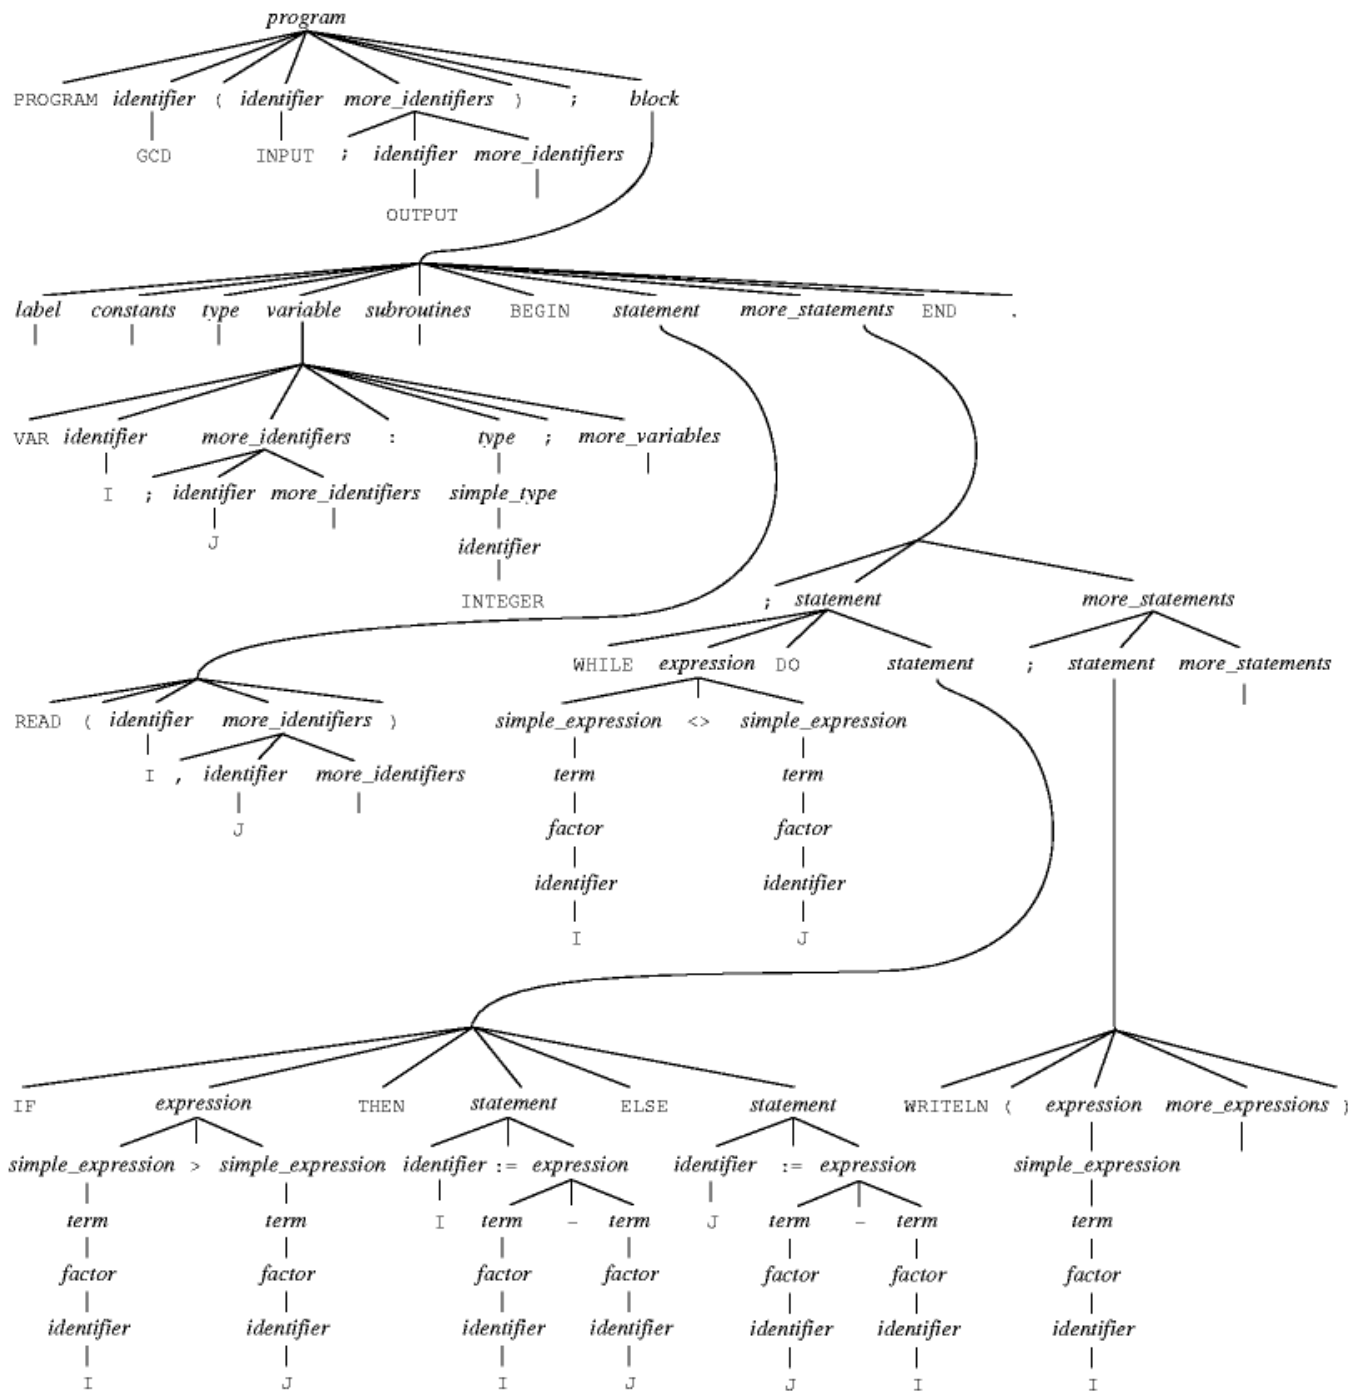 program
PROGRAM identifier ( identifier more_identifiers ) ; block
GCD INPUT ; identifier more_identifiers
OUTPUT
label constants type variable subroutines BEGIN statement more_statements END .
VAR identifier more_identifiers : type ; more_variables
I ; identifier more_identifiers simple_type
J identifier
INTEGER ; statement more_statements
WHILE expression DO statement ; statement more_statements
READ ( identifier more_identifiers ) simple_expression <> simple_expression
I , identifier more_identifiers term term
J factor factor
identifier identifier
I J
IF expression THEN statement ELSE statement WRITELN ( expression more_expressions )
simple_expression > simple_expression identifier := expression identifier := expression simple_expression
term term I term - term J term - term term
factor factor factor factor factor factor factor
identifier identifier identifier identifier identifier identifier identifier
I J I J J I I